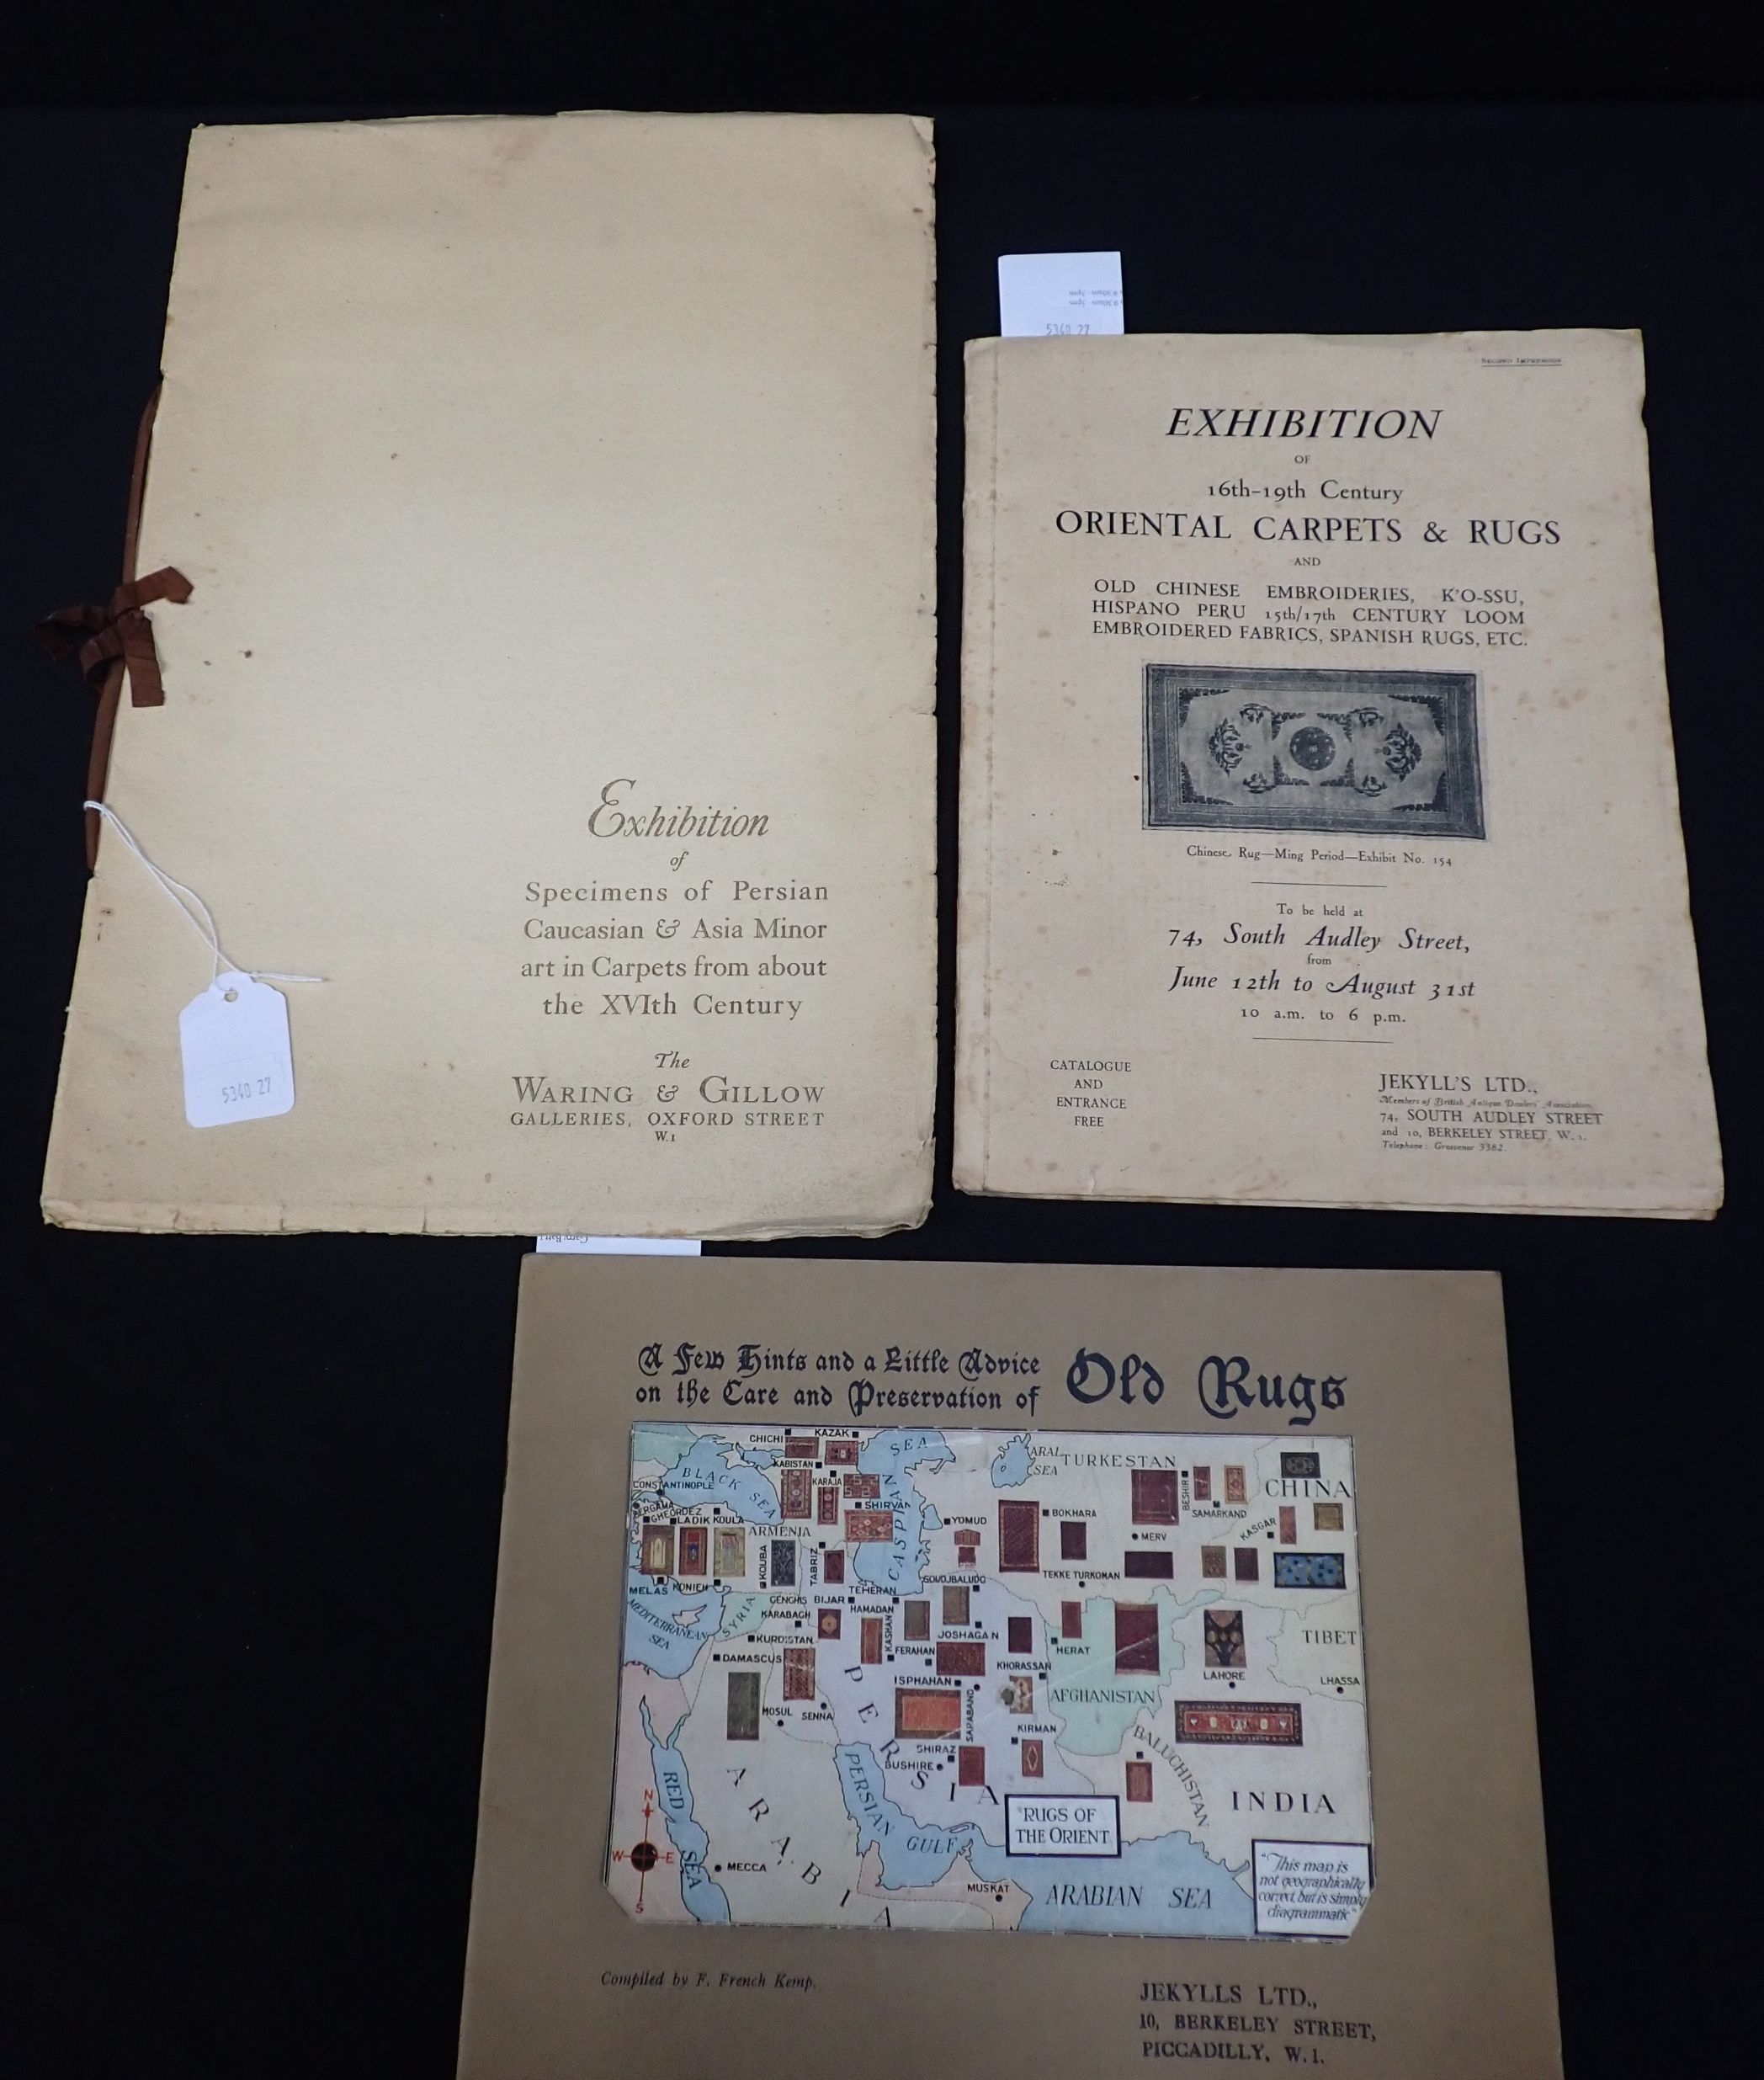 Exhibition
of
Specimens of Persian
Caucasian & Asia Minor
art in Carpets from about
the XVIth Century
The
WARING & GILLOW
GALLERIES, OXFORD STREET
W.1
5340 27
5340 27
SECOND IMPRESSION
EXHIBITION
OF
16th-19th Century
ORIENTAL CARPETS & RUGS
AND
OLD CHINESE EMBROIDERIES, K'O-SSU,
HISPANO PERU 15th/17th CENTURY LOOM
EMBROIDERED FABRICS, SPANISH RUGS, ETC.
Chinese Rug—Ming Period—Exhibit No. 154
To be held at
74, South Audley Street,
from
June 12th to August 31st
10 a.m. to 6 p.m.
CATALOGUE
AND
ENTRANCE
FREE
JEKYLL'S LTD.,
Members of British Antique Dealers' Association.
74, SOUTH AUDLEY STREET
and 10, BERKELEY STREET, W.1.
Telephone: Grosvenor 3382.
A Few Hints and a Little Advice
on the Care and Preservation of
Old Rugs
CHICHI
KAZAK
SEA
ARAL
SEA
TURKESTAN
CHINA
BLACK SEA
CONSTANTINOPLE
KABISTAN
KARAJA
SHIRVAN
CASPIAN
BERGAMA
GHEORDEZ
LADIK
KOULA
ARMENIA
YOMUD
BOKHARA
BESHIR
SAMARKAND
KASGAR
MERV
KOUBA
TABRIZ
MELAS
KONIEH
TEHERAN
TEKKE TURKOMAN
MEDITERRANEAN
SEA
SYRIA
GENGHIS
KARABAGH
BIJAR
HAMADAN
KASHAN
JOSHAGAN
FERAHAN
HERAT
TIBET
KURDISTAN
DAMASCUS
KHORASSAN
LAHORE
LHASSA
ISPHAHAN
SARABAND
AFGHANISTAN
MOSUL
SENNA
PERSIA
KIRMAN
SHIRAZ
BUSHIRE
BALUCHISTAN
RED SEA
ARABIA
PERSIAN GULF
INDIA
RUGS OF
THE ORIENT
N
W
E
S
MECCA
MUSKAT
ARABIAN SEA
"This map is
not geographically
correct, but is simply
diagrammatic"
Compiled by F. French Kemp.
JEKYLLS LTD.,
10, BERKELEY STREET,
PICCADILLY, W.1.